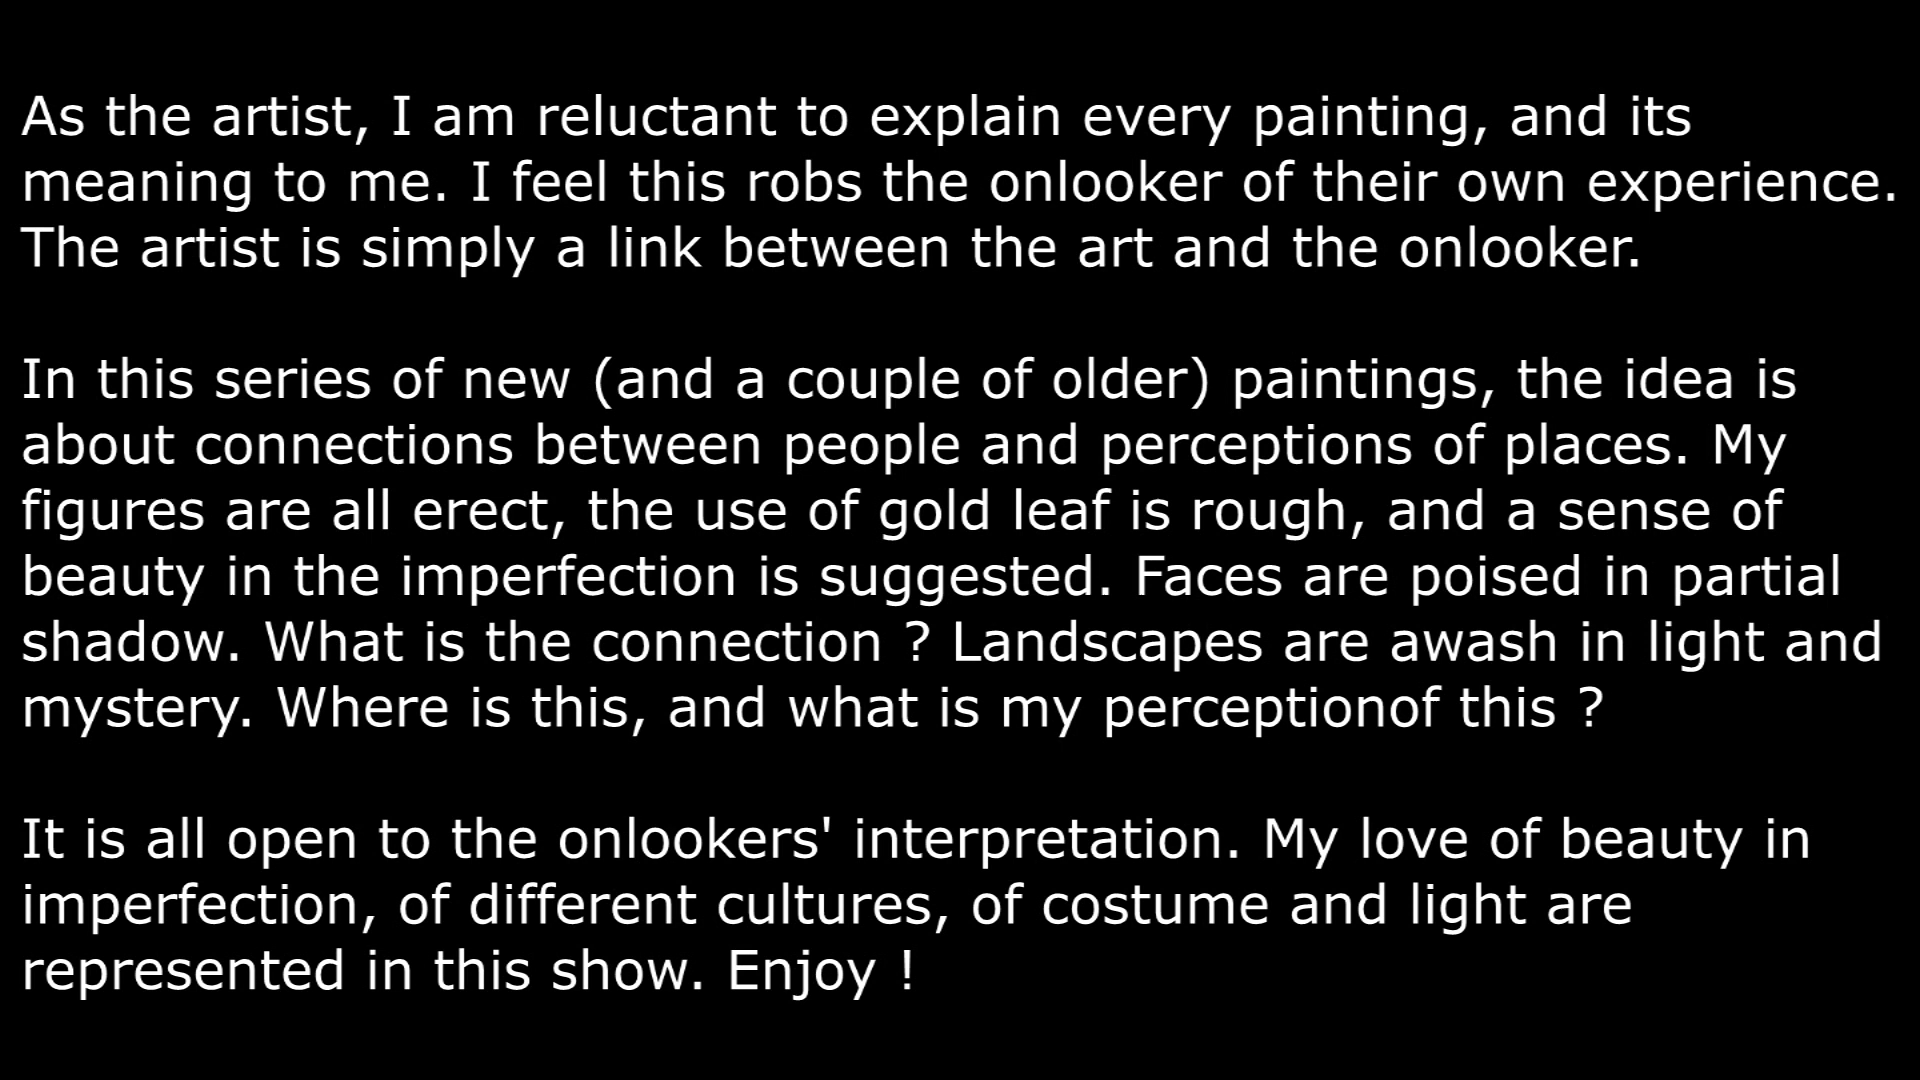 As the artist, I am reluctant to explain every painting, and its
meaning to me. I feel this robs the onlooker of their own experience.
The artist is simply a link between the art and the onlooker.
In this series of new (and a couple of older) paintings, the idea is
about connections between people and perceptions of places. My
figures are all erect, the use of gold leaf is rough, and a sense of
beauty in the imperfection is suggested. Faces are poised in partial
shadow. What is the connection ? Landscapes are awash in light and
mystery. Where is this, and what is my perceptionof this ?
It is all open to the onlookers' interpretation. My love of beauty in
imperfection, of different cultures, of costume and light are
represented in this show. Enjoy !